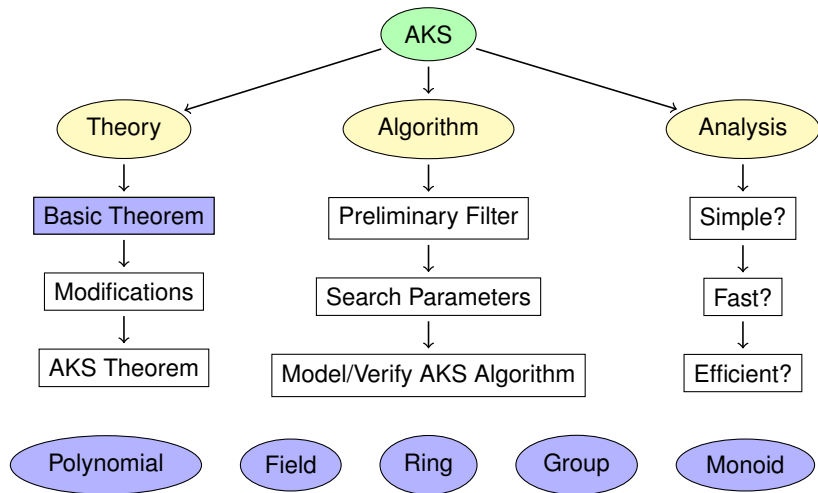 AKS
Theory
Algorithm
Analysis
Basic Theorem
Preliminary Filter
Simple?
Modifications
Search Parameters
Fast?
AKS Theorem
Model/Verify AKS Algorithm
Efficient?
Polynomial
Field
Ring
Group
Monoid